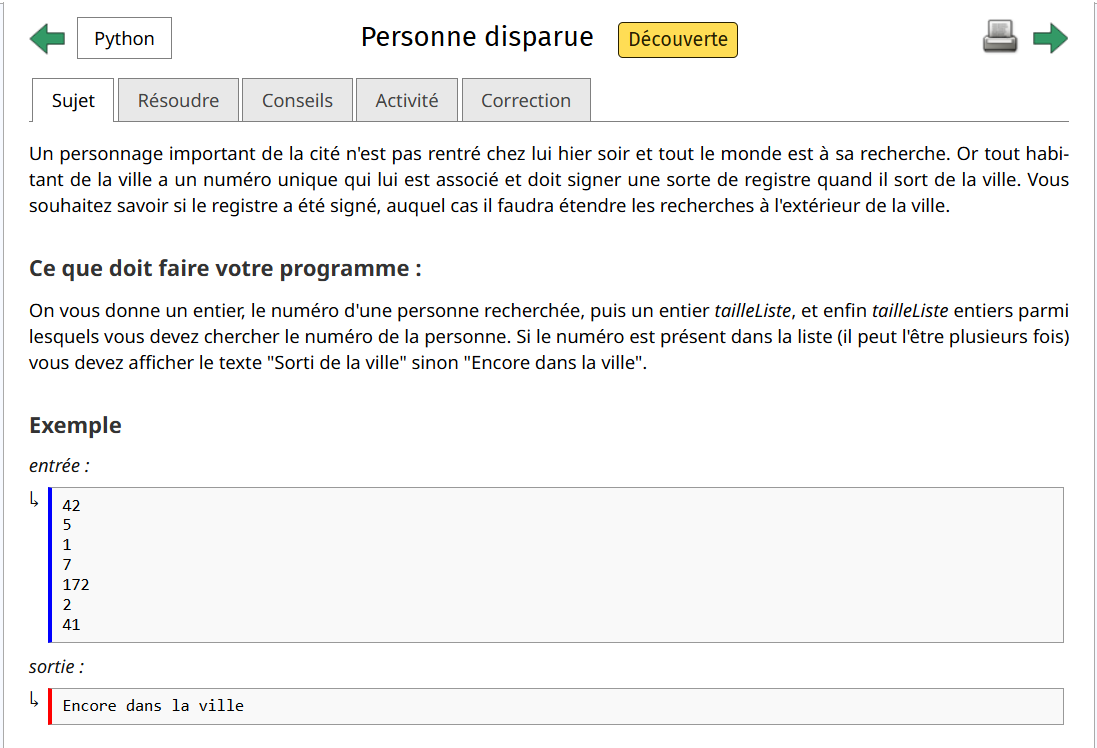 Python
Personne disparue
Découverte
Sujet
Résoudre
Conseils
Activité
Correction
Un personnage important de la cité n'est pas rentré chez lui hier soir et tout le monde est à sa recherche. Or tout habi-
tant de la ville a un numéro unique qui lui est associé et doit signer une sorte de registre quand il sort de la ville. Vous
souhaitez savoir si le registre a été signé, auquel cas il faudra étendre les recherches à l'extérieur de la ville.
Ce que doit faire votre programme :
On vous donne un entier, le numéro d'une personne recherchée, puis un entier tailleListe, et enfin tailleListe entiers parmi
lesquels vous devez chercher le numéro de la personne. Si le numéro est présent dans la liste (il peut l'être plusieurs fois)
vous devez afficher le texte "Sorti de la ville" sinon "Encore dans la ville".
Exemple
entrée :
42
5
1
7
172
2
41
sortie :
Encore dans la ville